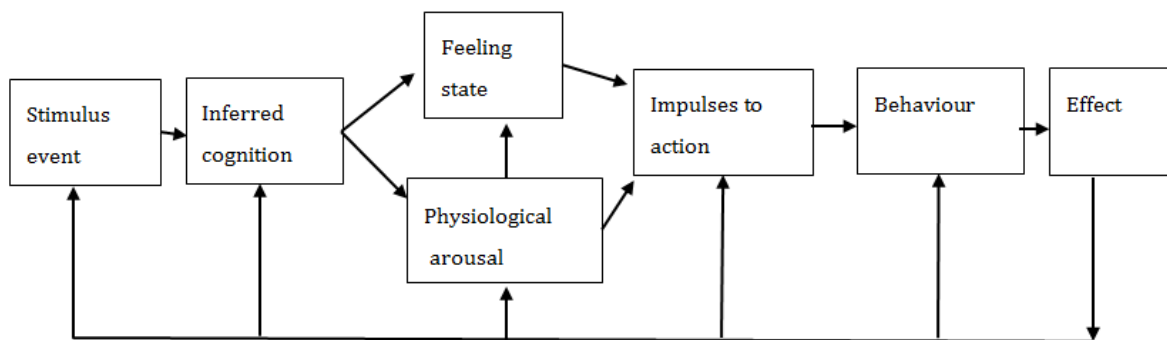 Stimulus
event
Inferred
cognition
Feeling
state
Physiological
arousal
Impulses to
action
Behaviour
Effect